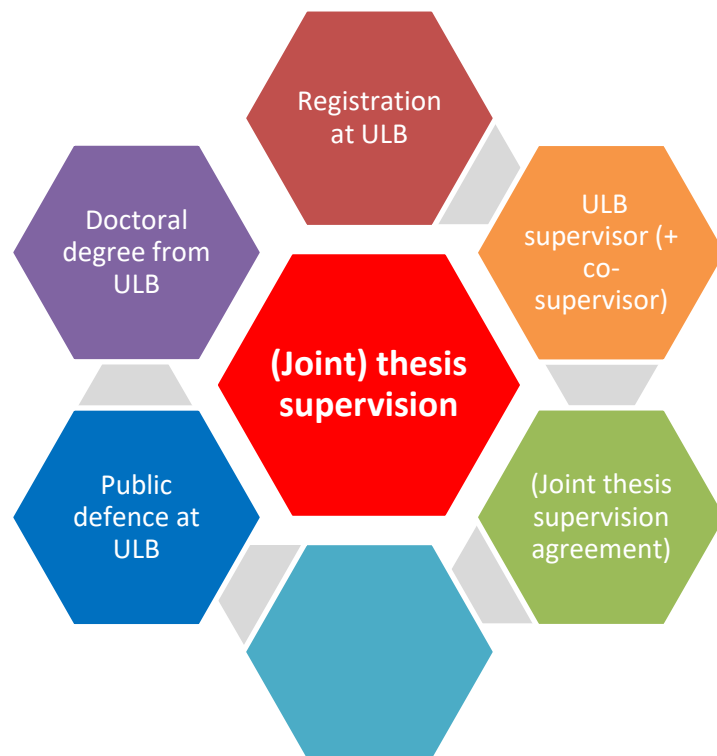 Registration
at ULB
ULB
supervisor (+
co-
supervisor)
(Joint thesis
supervision
agreement)
Public
defence at
ULB
Doctoral
degree from
ULB
(Joint) thesis
supervision